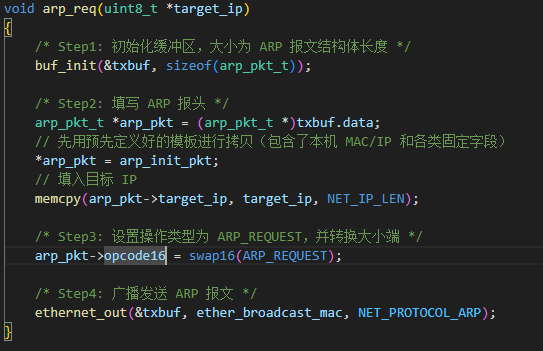 void arp_req(uint8_t *target_ip)
{
    /* Step1: 初始化缓冲区，大小为 ARP 报文结构体长度 */
    buf_init(&txbuf, sizeof(arp_pkt_t));

    /* Step2: 填写 ARP 报头 */
    arp_pkt_t *arp_pkt = (arp_pkt_t *)txbuf.data;
    // 先用预先定义好的模板进行拷贝（包含了本机 MAC/IP 和各类固定字段）
    *arp_pkt = arp_init_pkt;
    // 填入目标 IP
    memcpy(arp_pkt->target_ip, target_ip, NET_IP_LEN);

    /* Step3: 设置操作类型为 ARP_REQUEST，并转换大小端 */
    arp_pkt->opcode16 = swap16(ARP_REQUEST);

    /* Step4: 广播发送 ARP 报文 */
    ethernet_out(&txbuf, ether_broadcast_mac, NET_PROTOCOL_ARP);
}